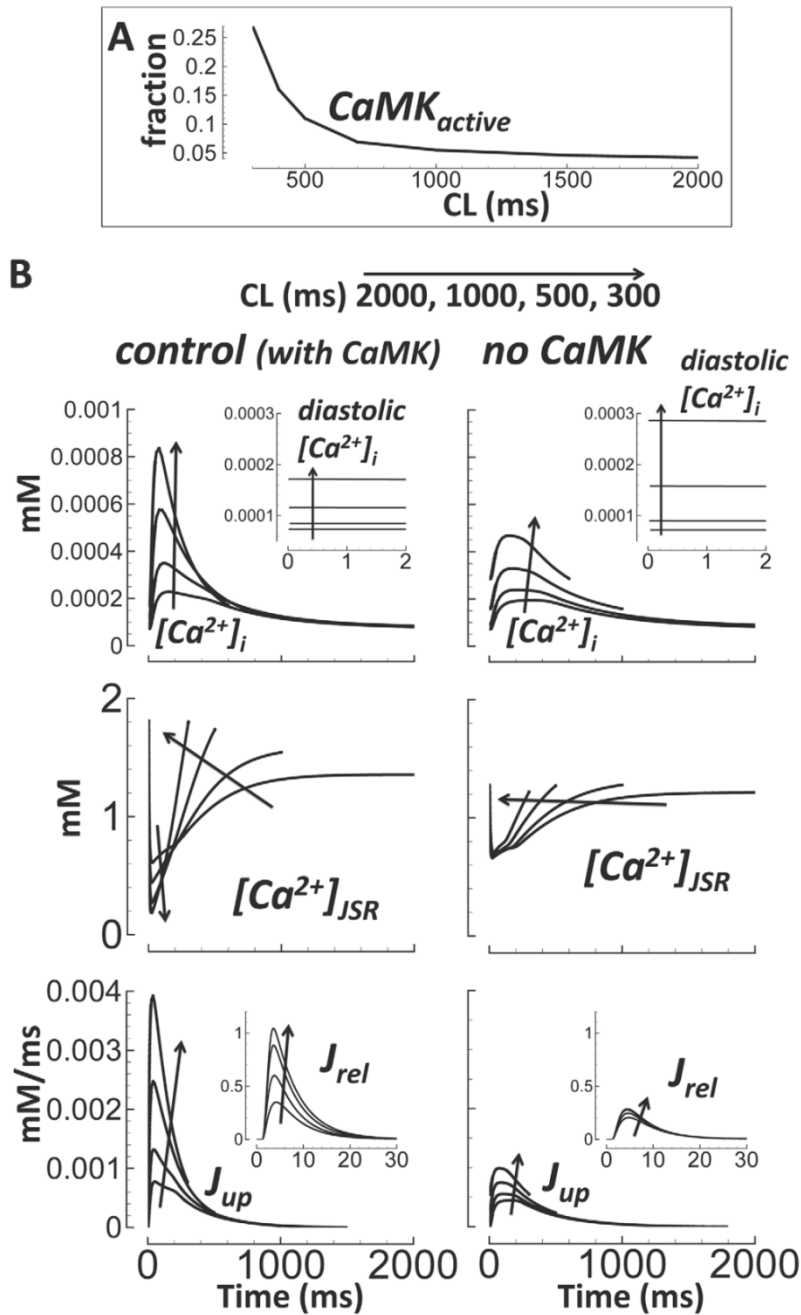 A
fraction
0.25
0.2
0.15
0.1
0.05
CaMKactive
500 1000 1500 2000
CL (ms)
B
CL (ms) 2000, 1000, 500, 300
control (with CaMK)
no CaMK
0.001
0.0008
0.0006
0.0004
0.0002
0
mM
diastolic
[Ca2+]i
0.0003
0.0002
0.0001
0 1 2
[Ca2+]i
diastolic
[Ca2+]i
0.0003
0.0002
0.0001
0 1 2
[Ca2+]i
2
1
0
mM
[Ca2+]JSR
[Ca2+]JSR
0.004
0.003
0.002
0.001
0
mM/ms
1
0.5
0
0 10 20 30
Jrel
Jup
1
0.5
0
0 10 20 30
Jrel
Jup
0 1000 2000
Time (ms)
0 1000 2000
Time (ms)